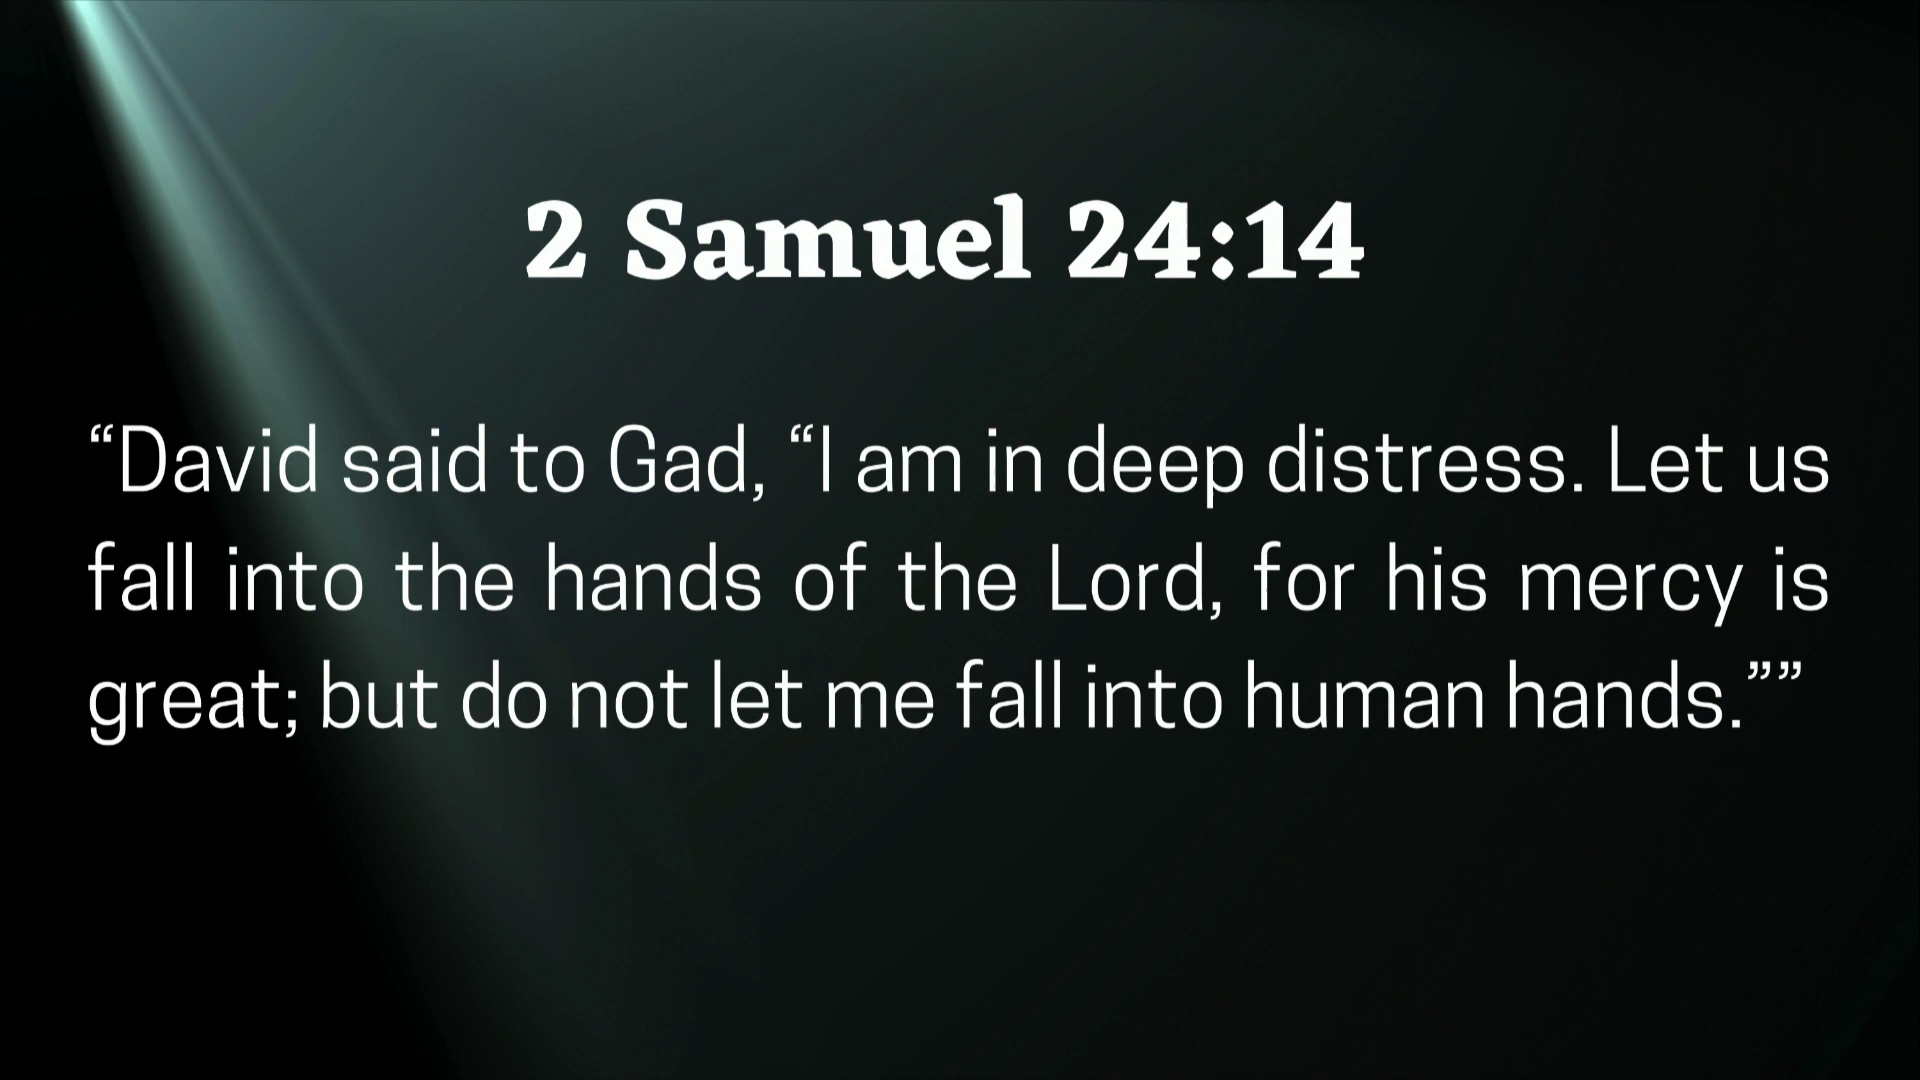 2 Samuel 24:14
“David said to Gad, “I am in deep distress. Let us
fall into the hands of the Lord, for his mercy is
great; but do not let me fall into human hands.””